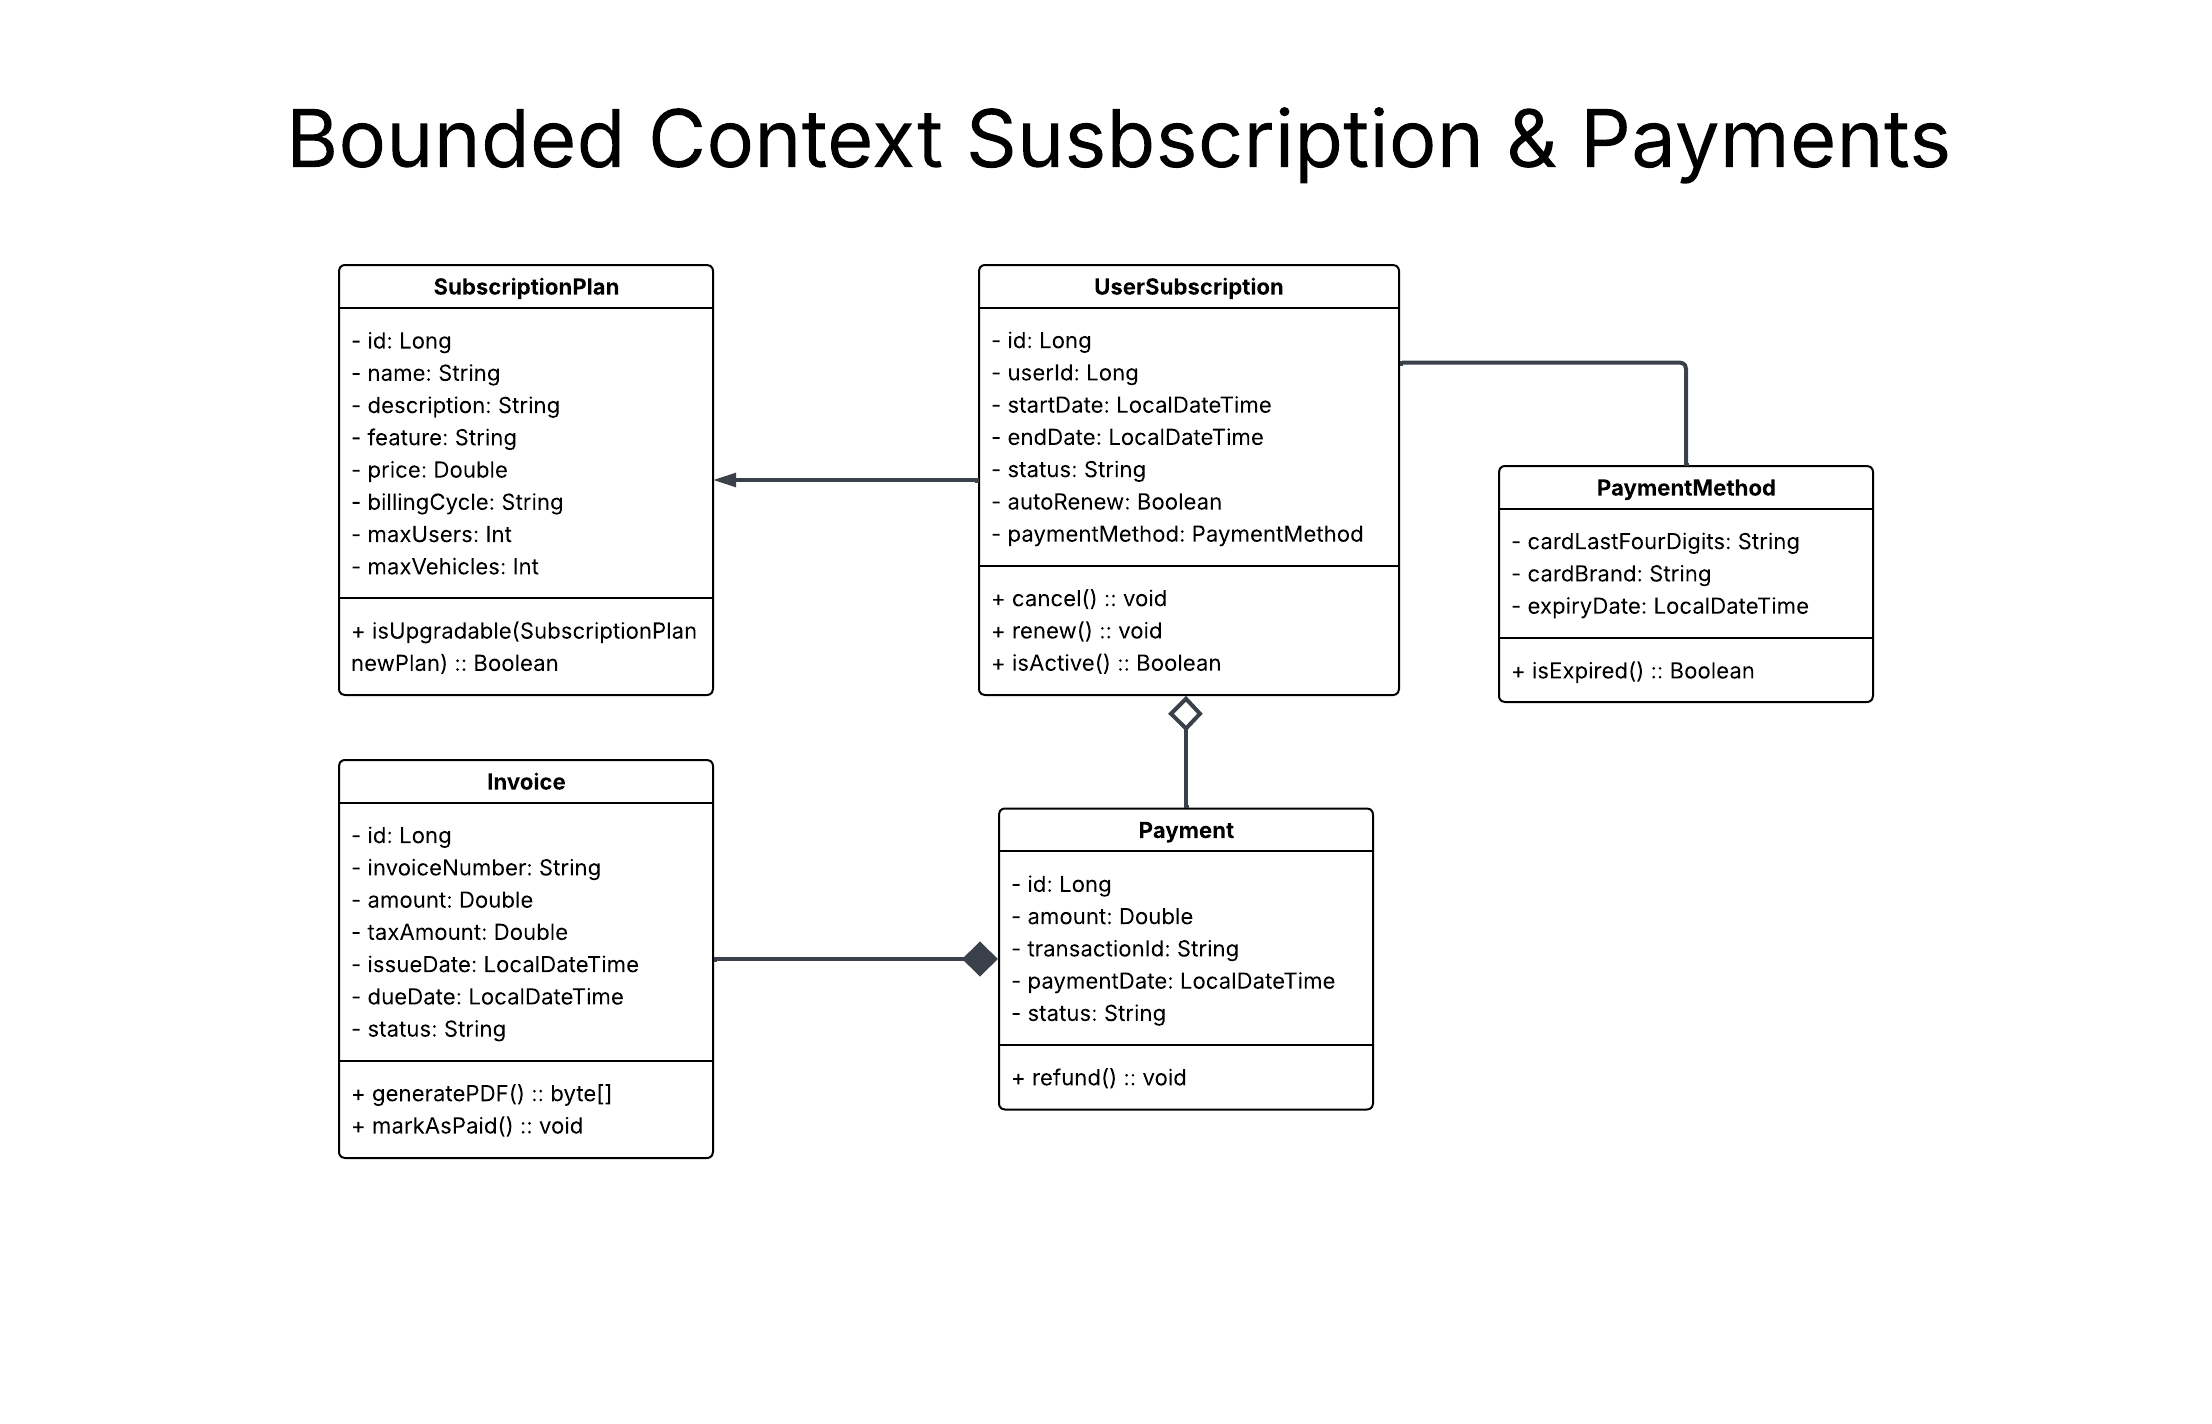 Bounded Context Susbscription & Payments
SubscriptionPlan
- id: Long
- name: String
- description: String
- feature: String
- price: Double
- billingCycle: String
- maxUsers: Int
- maxVehicles: Int
+ isUpgradable(SubscriptionPlan
newPlan) :: Boolean
UserSubscription
- id: Long
- userId: Long
- startDate: LocalDateTime
- endDate: LocalDateTime
- status: String
- autoRenew: Boolean
- paymentMethod: PaymentMethod
+ cancel() :: void
+ renew() :: void
+ isActive() :: Boolean
PaymentMethod
- cardLastFourDigits: String
- cardBrand: String
- expiryDate: LocalDateTime
+ isExpired() :: Boolean
Invoice
- id: Long
- invoiceNumber: String
- amount: Double
- taxAmount: Double
- issueDate: LocalDateTime
- dueDate: LocalDateTime
- status: String
+ generatePDF() :: byte[]
+ markAsPaid() :: void
Payment
- id: Long
- amount: Double
- transactionId: String
- paymentDate: LocalDateTime
- status: String
+ refund() :: void